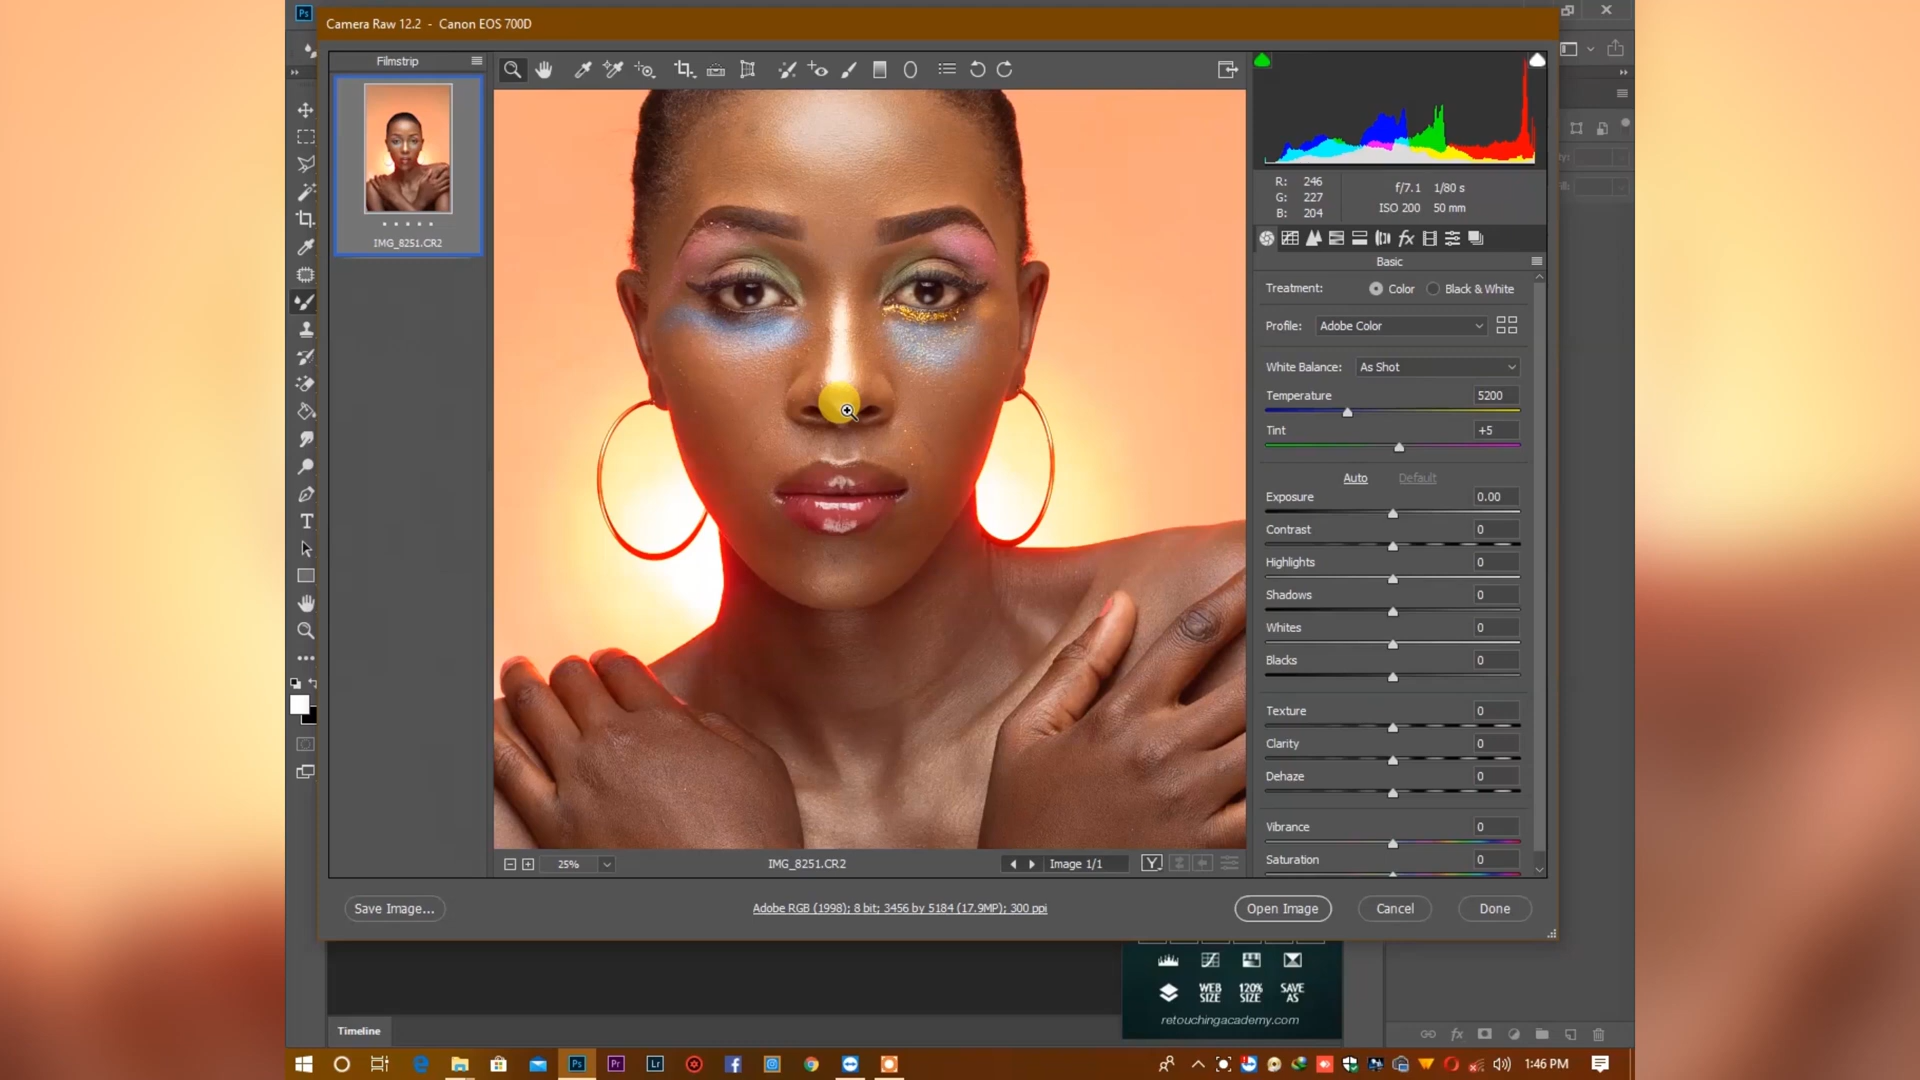 Ps
Camera Raw 12.2 - Canon EOS 700D
Filmstrip
IMG_8251.CR2
R: 246
G: 227
B: 204
f/7.1 1/80 s
ISO 200 50 mm
Basic
Treatment: Color Black & White
Profile: Adobe Color
White Balance: As Shot
Temperature 5200
Tint +5
Auto Default
Exposure 0.00
Contrast 0
Highlights 0
Shadows 0
Whites 0
Blacks 0
Texture 0
Clarity 0
Dehaze 0
Vibrance 0
Saturation 0
25% IMG_8251.CR2 Image 1/1 Y
Save Image... Adobe RGB (1998); 8 bit; 3456 by 5184 (17.9MP); 300 ppi Open Image Cancel Done
WEB SIZE 120% SIZE SAVE AS
retouchingacademy.com
Timeline
Ps Pr Lr 1:46 PM